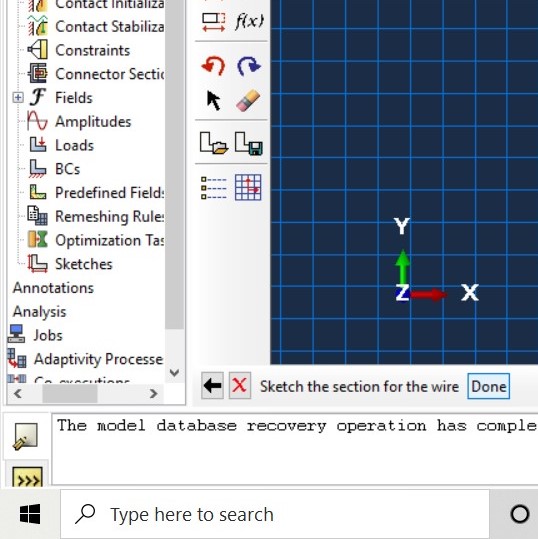 Contact Initializa
Contact Stabiliza
Constraints
Connector Sectio
Fields
Amplitudes
Loads
BCs
Predefined Fields
Remeshing Rules
Optimization Tas
Sketches
Annotations
Analysis
Jobs
Adaptivity Processe
Co-executions
f(x)
Y
Z X
Sketch the section for the wire Done
The model database recovery operation has comple
>>>
Type here to search